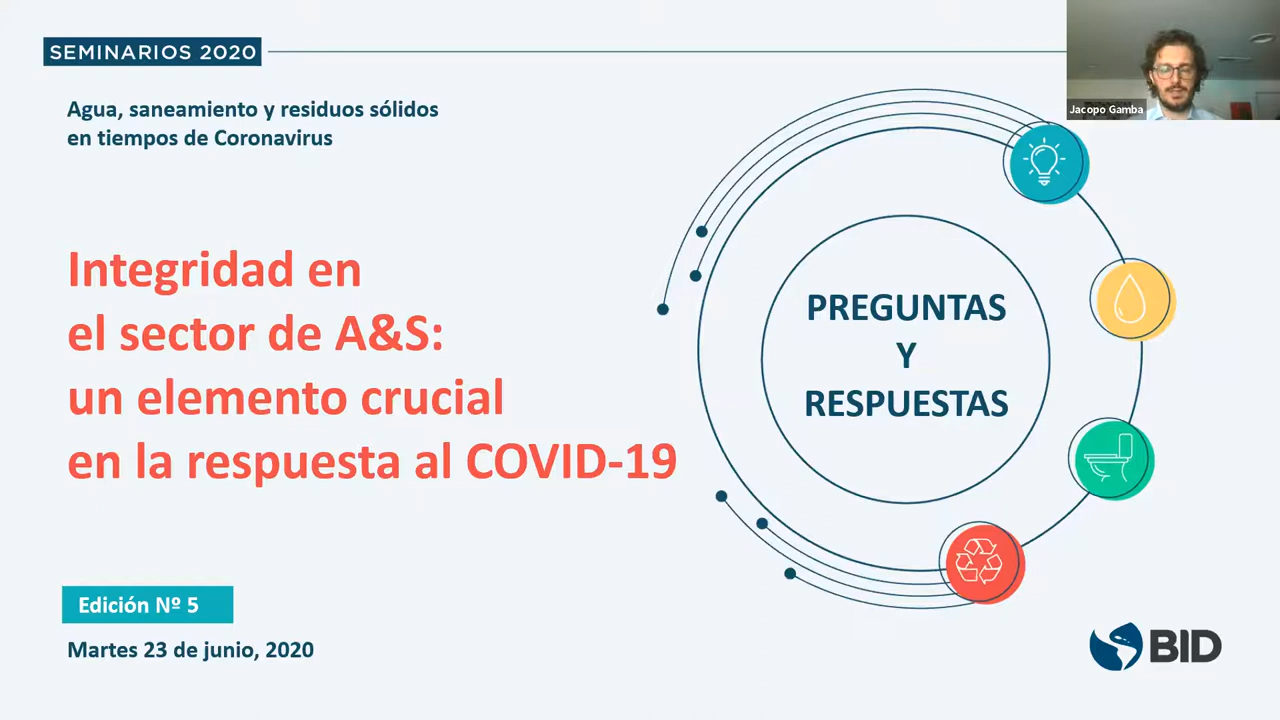 SEMINARIOS 2020
Agua, saneamiento y residuos sólidos
en tiempos de Coronavirus
Jacopo Gamba
Integridad en
el sector de A&S:
un elemento crucial
en la respuesta al COVID-19
PREGUNTAS
Y
RESPUESTAS
Edición Nº 5
Martes 23 de junio, 2020
BID